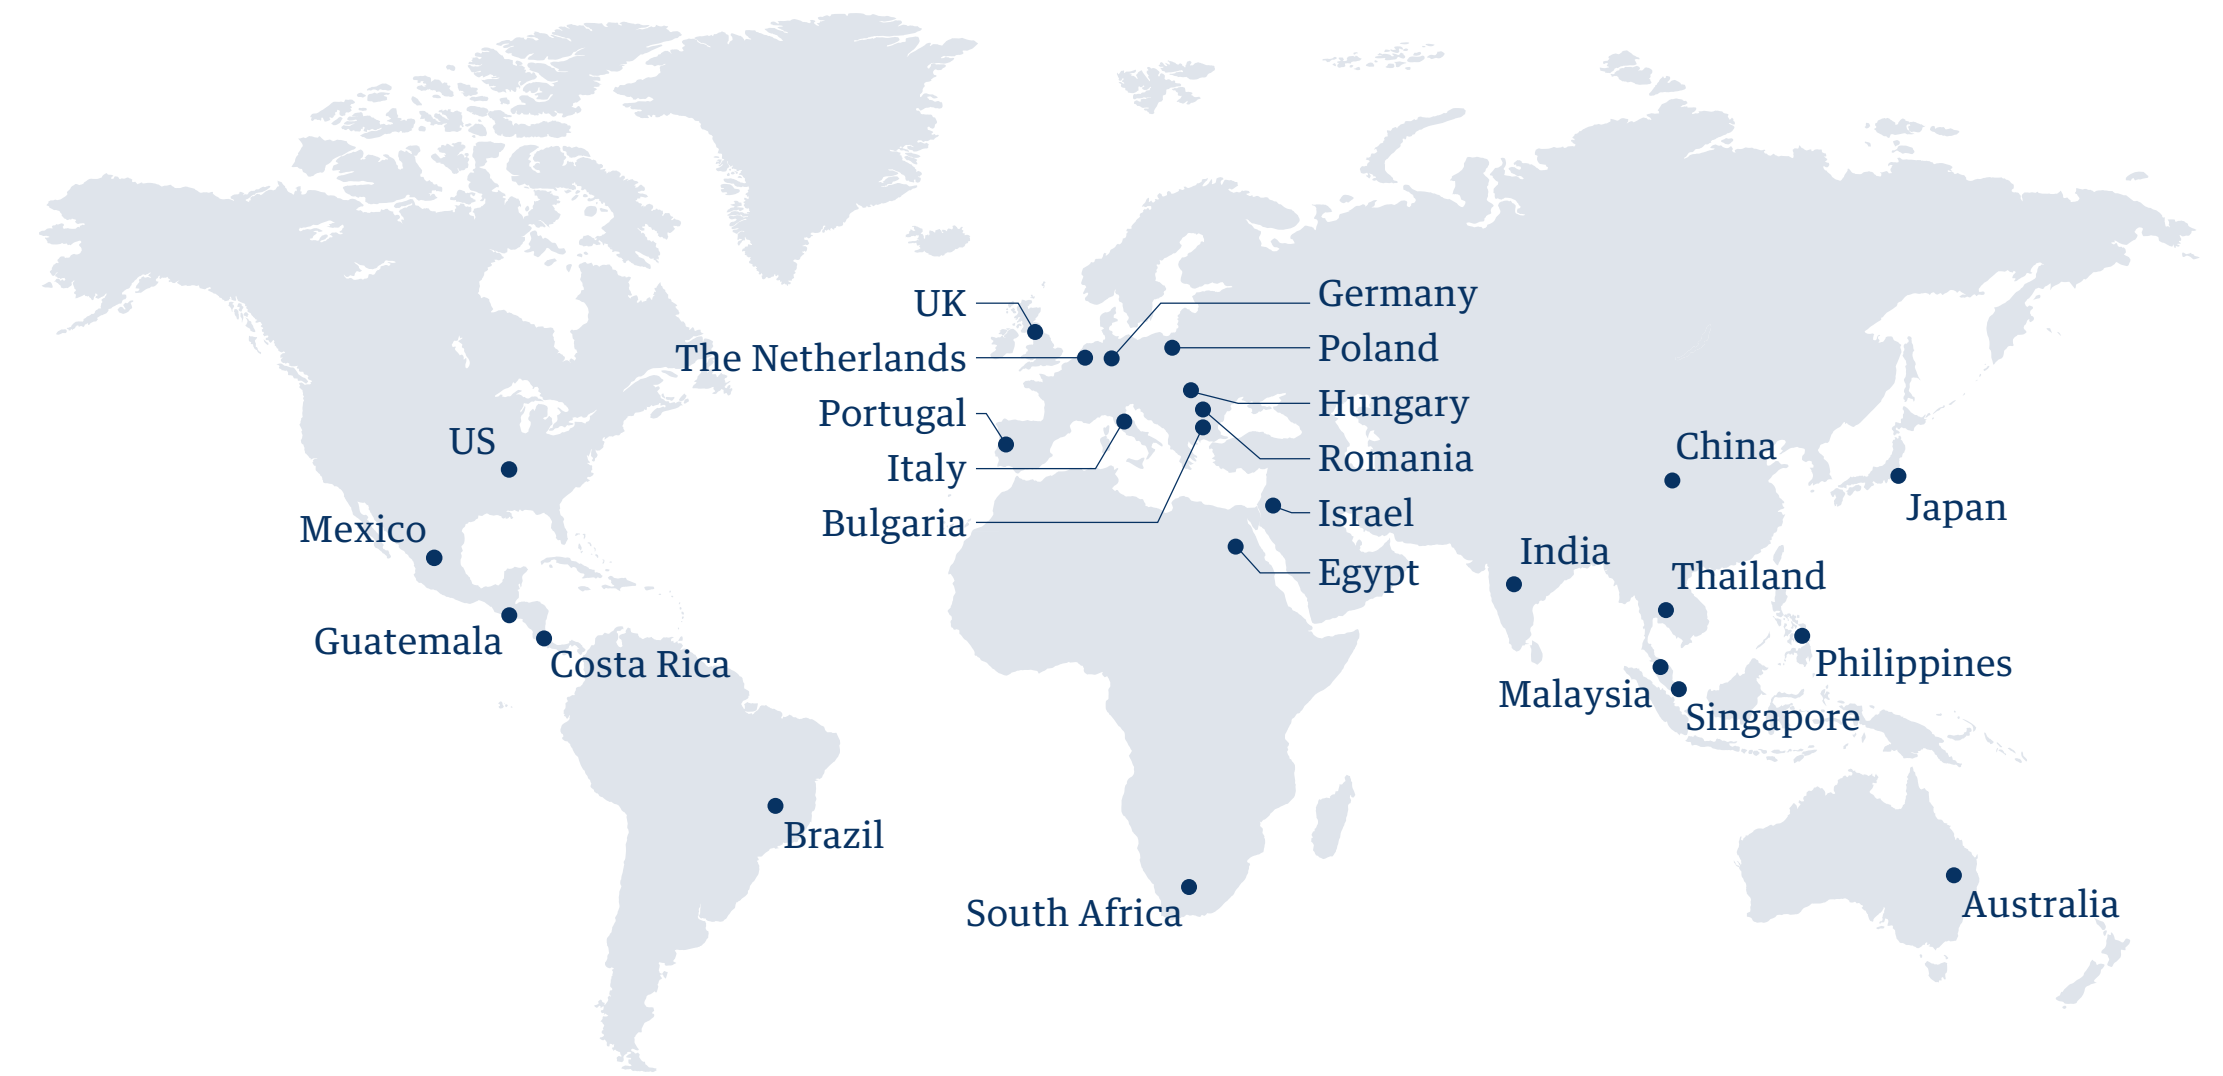 Germany
UK
Poland
The Netherlands
Hungary
Portugal
US
China
Romania
Italy
Japan
Israel
Bulgaria
Mexico
India
Egypt
Thailand
Guatemala
Costa Rica
Philippines
Malaysia
Singapore
Brazil
Australia
South Africa